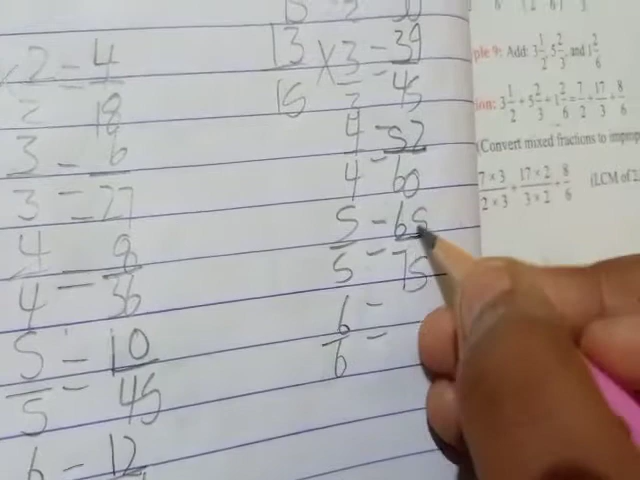 × 2 = 4
2 18
3 = 6
3 27
4 = 8
4 36
5 = 10
5 45
6 = 12
13 × 3 = 39
15 3 45
4 = 52
4 60
5 = 65
5 75
6 =
6
ple 9: Add: 3 1/2, 5 2/3, and 1 2/6
ion: 3 1/2 + 5 2/3 + 1 2/6 = 7/2 + 17/3 + 8/6
(Convert mixed fractions to improp
7 × 3 / 2 × 3 + 17 × 2 / 3 × 2 + 8/6 (LCM of 2,